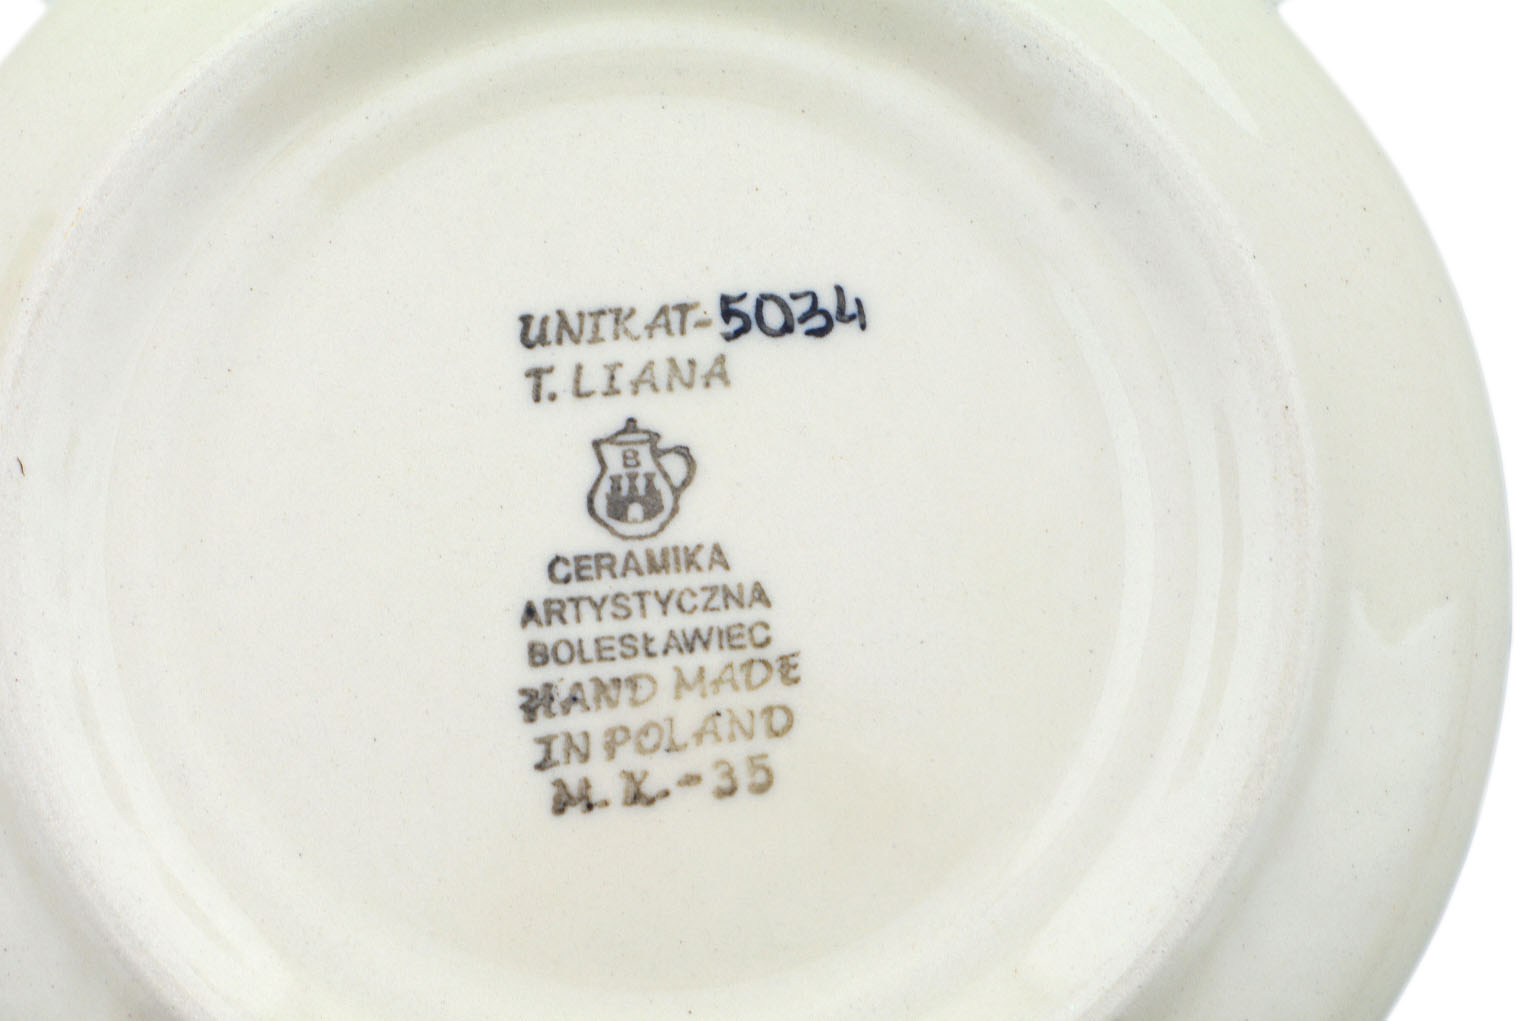 UNIKAT-5034
T. LIANA
B
CERAMIKA
ARTYSTYCZNA
BOLESŁAWIEC
HAND MADE
IN POLAND
M.K.-35